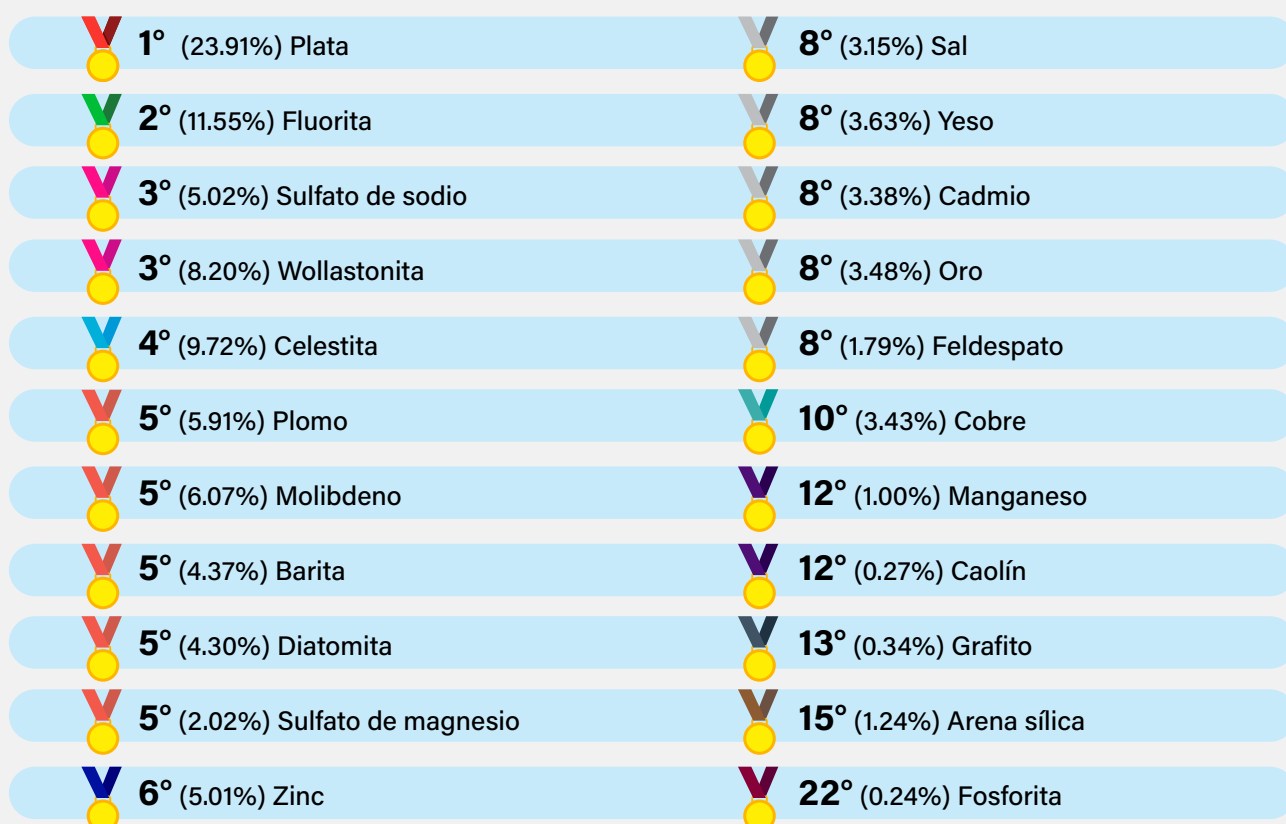 1° (23.91%) Plata
2° (11.55%) Fluorita
3° (5.02%) Sulfato de sodio
3° (8.20%) Wollastonita
4° (9.72%) Celestita
5° (5.91%) Plomo
5° (6.07%) Molibdeno
5° (4.37%) Barita
5° (4.30%) Diatomita
5° (2.02%) Sulfato de magnesio
6° (5.01%) Zinc
8° (3.15%) Sal
8° (3.63%) Yeso
8° (3.38%) Cadmio
8° (3.48%) Oro
8° (1.79%) Feldespato
10° (3.43%) Cobre
12° (1.00%) Manganeso
12° (0.27%) Caolín
13° (0.34%) Grafito
15° (1.24%) Arena sílica
22° (0.24%) Fosforita